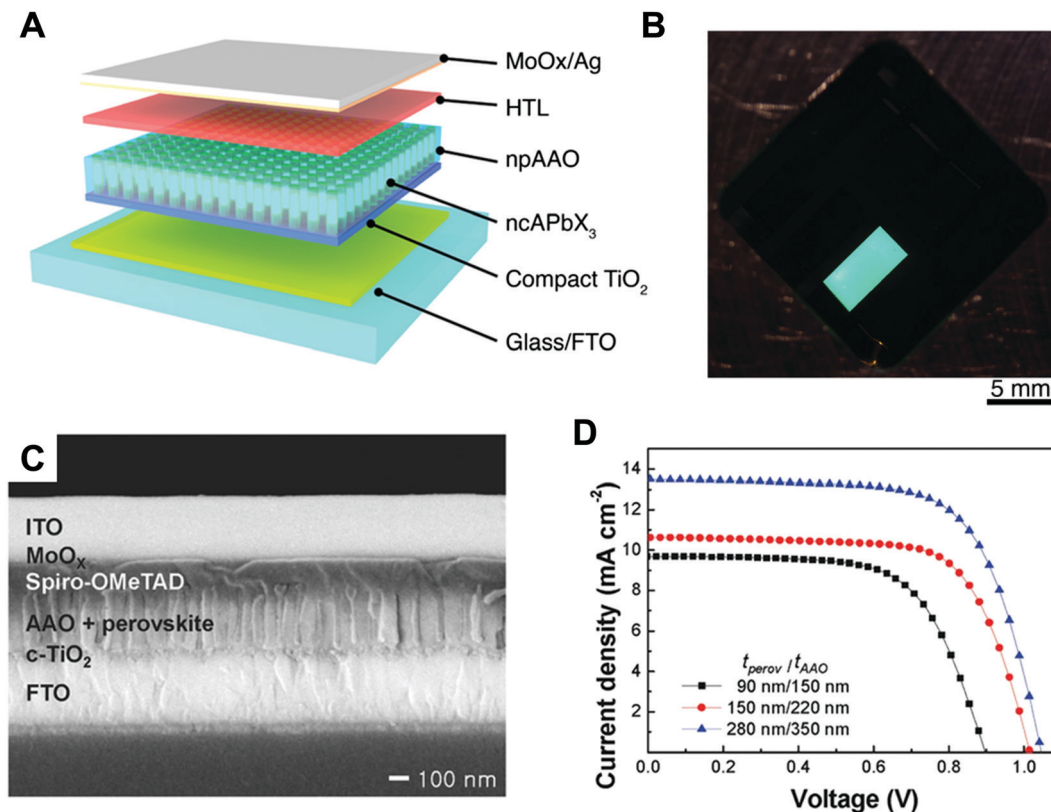 A
MoOx/Ag
HTL
npAAO
ncAPbX₃
Compact TiO₂
Glass/FTO
B
5 mm
C
ITO
MoOₓ
Spiro-OMeTAD
AAO + perovskite
c-TiO₂
FTO
100 nm
D
Current density (mA cm⁻²)
14
12
10
8
6
4
2
0
t_perov / t_AAO
90 nm/150 nm
150 nm/220 nm
280 nm/350 nm
0.0 0.2 0.4 0.6 0.8 1.0
Voltage (V)